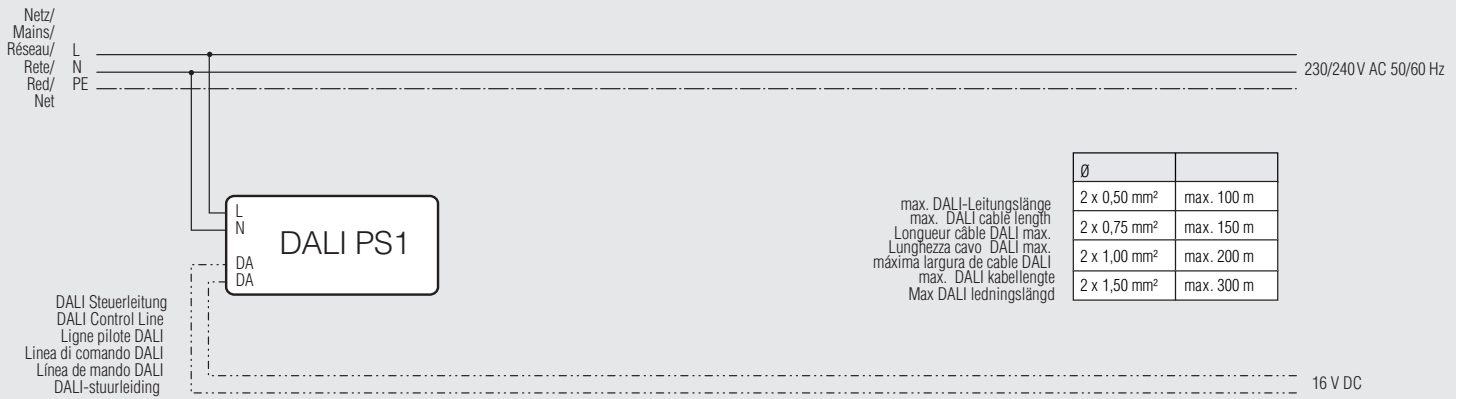 Netz/
Mains/
Réseau/ L
Rete/ N
Red/ PE
Net
230/240 V AC 50/60 Hz
L
N
DALI PS1
DA
DA
max. DALI-Leitungslänge
max. DALI cable length
Longueur câble DALI max.
Lunghezza cavo DALI max.
máxima largura de cable DALI
max. DALI kabellengte
Max DALI ledningslängd
Ø
2 x 0,50 mm² max. 100 m
2 x 0,75 mm² max. 150 m
2 x 1,00 mm² max. 200 m
2 x 1,50 mm² max. 300 m
DALI Steuerleitung
DALI Control Line
Ligne pilote DALI
Linea di comando DALI
Línea de mando DALI
DALI-stuurleiding
16 V DC